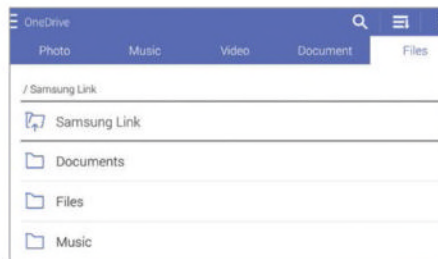 OneDrive
Photo Music Video Document Files
/ Samsung Link
Samsung Link
Documents
Files
Music